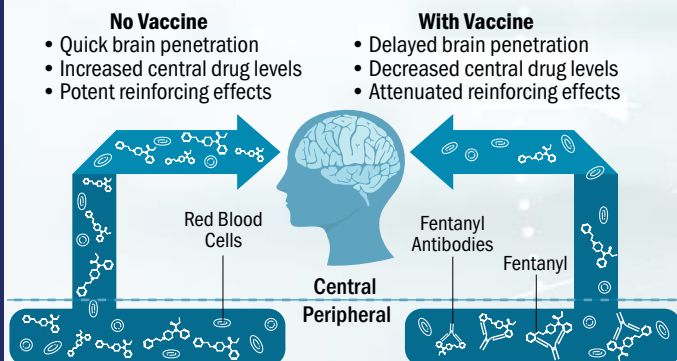 No Vaccine
• Quick brain penetration
• Increased central drug levels
• Potent reinforcing effects
With Vaccine
• Delayed brain penetration
• Decreased central drug levels
• Attenuated reinforcing effects
Red Blood
Cells
Fentanyl
Antibodies
Fentanyl
Central
Peripheral